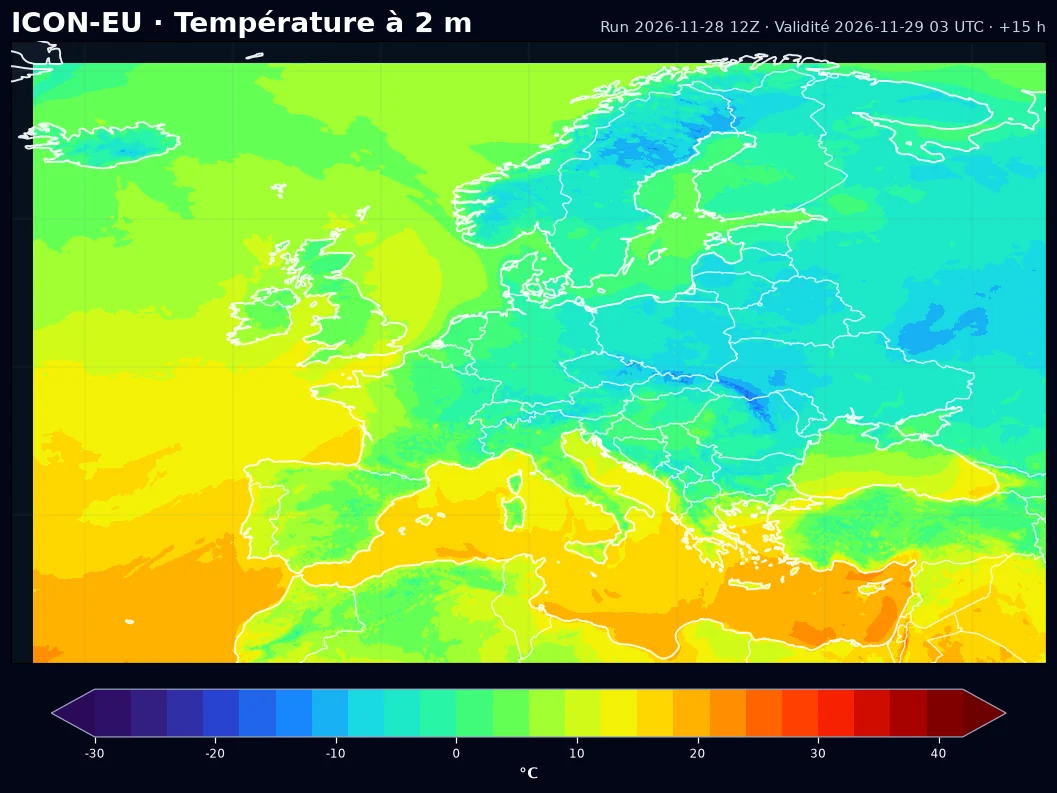 ICON-EU · Température à 2 m
Run 2026-11-28 12Z · Validité 2026-11-29 03 UTC · +15 h
-30 -20 -10 0 10 20 30 40
°C